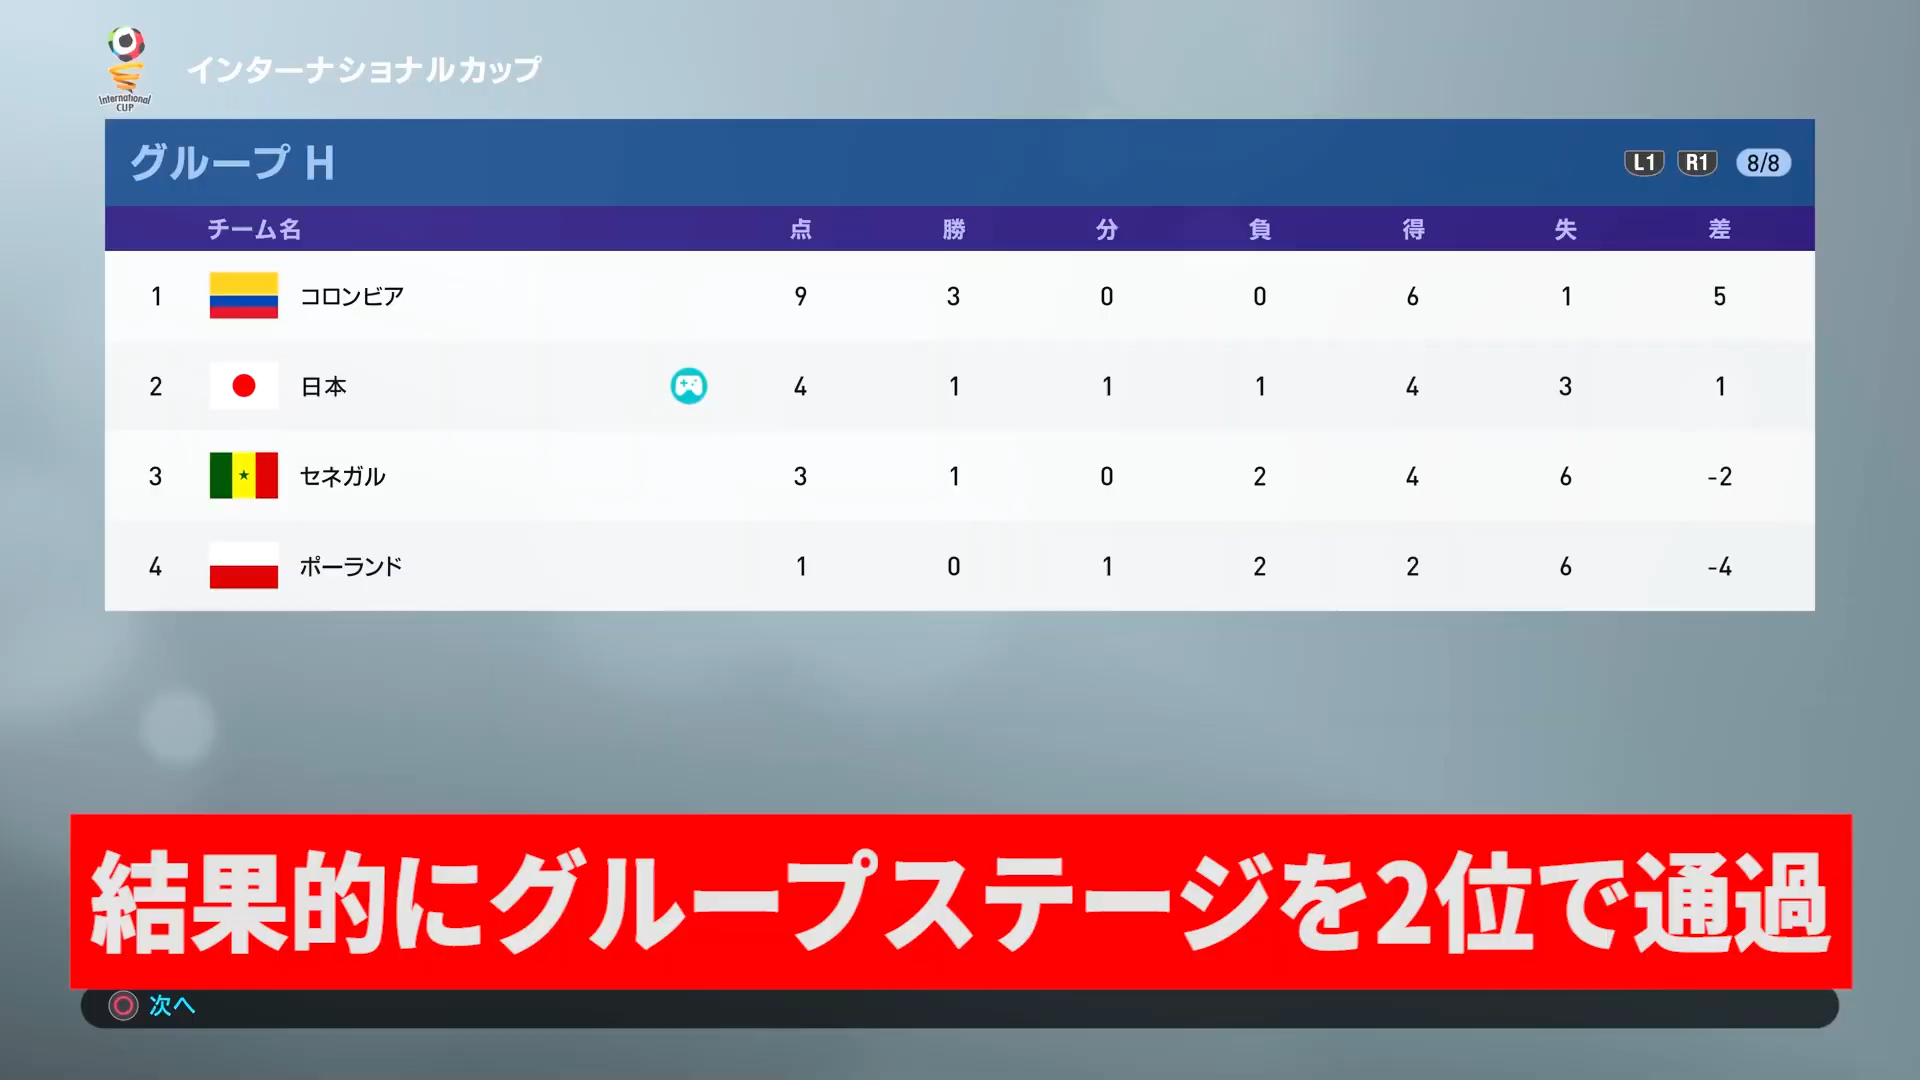 International
CUP
インターナショナルカップ
グループ H L1 R1 8/8
チーム名 点 勝 分 負 得 失 差
1 コロンビア 9 3 0 0 6 1 5
2 日本 4 1 1 1 4 3 1
3 セネガル 3 1 0 2 4 6 -2
4 ポーランド 1 0 1 2 2 6 -4
結果的にグループステージを2位で通過
次へ